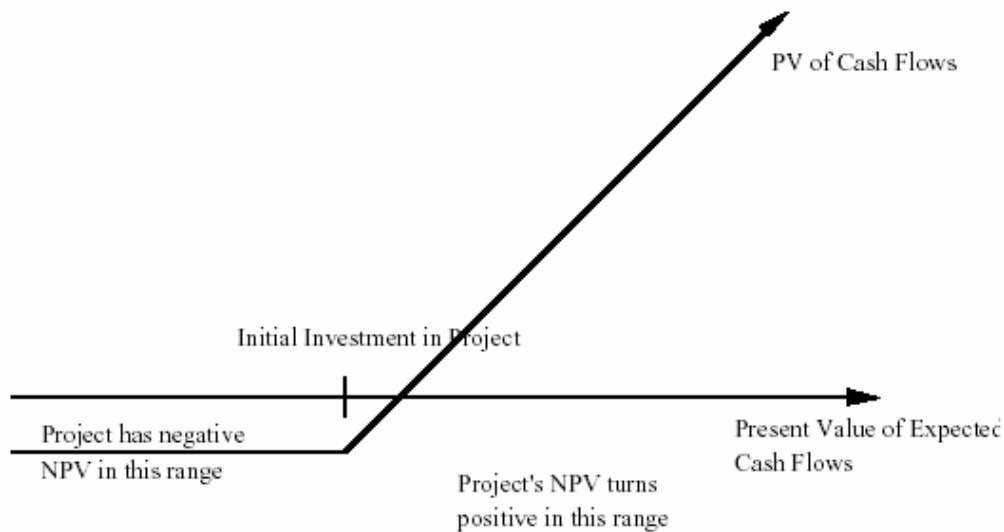 PV of Cash Flows
Initial Investment in Project
Project has negative
NPV in this range
Present Value of Expected
Cash Flows
Project's NPV turns
positive in this range